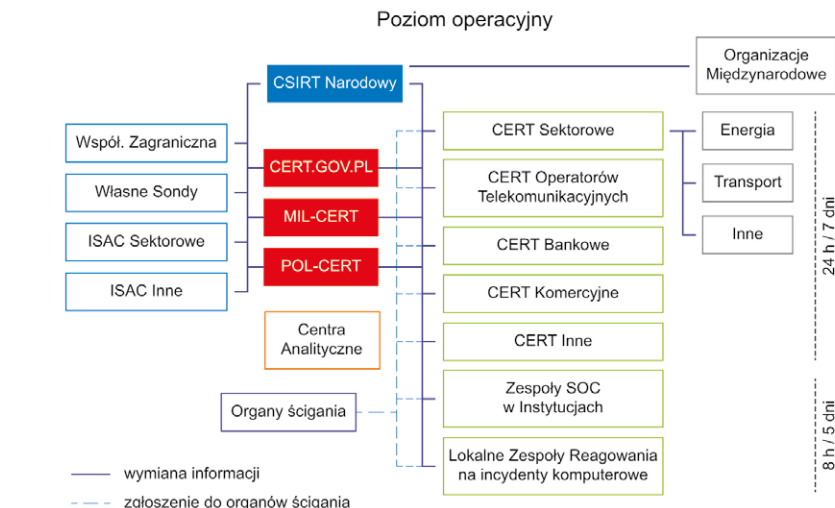 Poziom operacyjny
Organizacje
Międzynarodowe
CSIRT Narodowy
Współ. Zagraniczna
Własne Sondy
ISAC Sektorowe
ISAC Inne
CERT.GOV.PL
MIL-CERT
POL-CERT
Centra
Analityczne
Organy ścigania
CERT Sektorowe
CERT Operatorów
Telekomunikacyjnych
CERT Bankowe
CERT Komercyjne
CERT Inne
Zespoły SOC
w Instytucjach
Lokalne Zespoły Reagowania
na incydenty komputerowe
Energia
Transport
Inne
24 h / 7 dni
8 h / 5 dni
wymiana informacji
zgłoszenie do organów ścigania